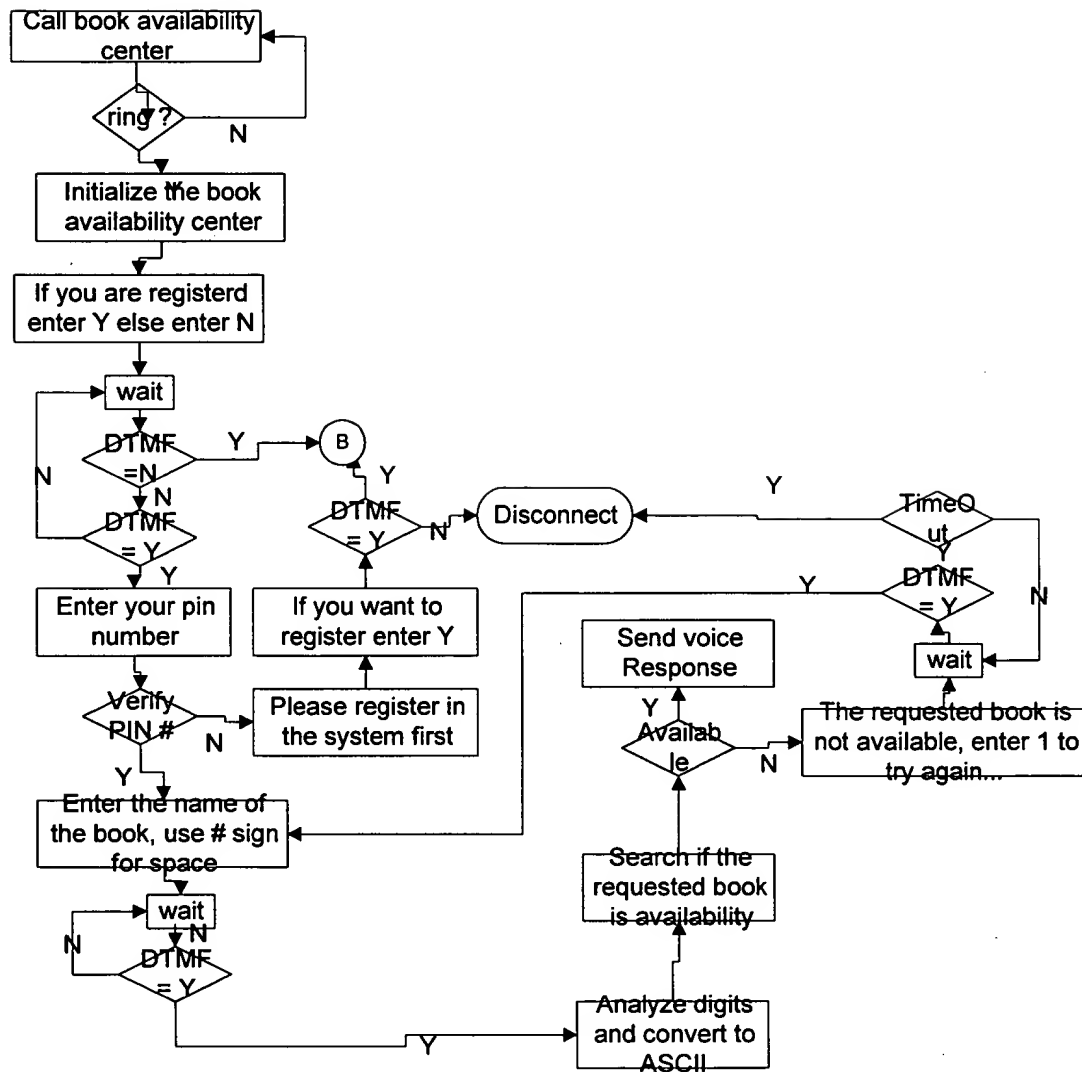 Call book availability
center
ring ?
N
Y
Initialize the book
availability center
If you are registerd
enter Y else enter N
wait
DTMF
=N
Y
B
N
N
DTMF
= Y
Y
Y
DTMF
= Y
N
Disconnect
Y
TimeO
ut
Y
N
DTMF
= Y
Y
wait
Enter your pin
number
If you want to
register enter Y
Send voice
Response
Verify
PIN #
N
Please register in
the system first
Y
Availab
le
N
The requested book is
not available, enter 1 to
try again...
Y
Enter the name of
the book, use # sign
for space
Search if the
requested book
is availability
wait
N
N
DTMF
= Y
Y
Analyze digits
and convert to
ASCII